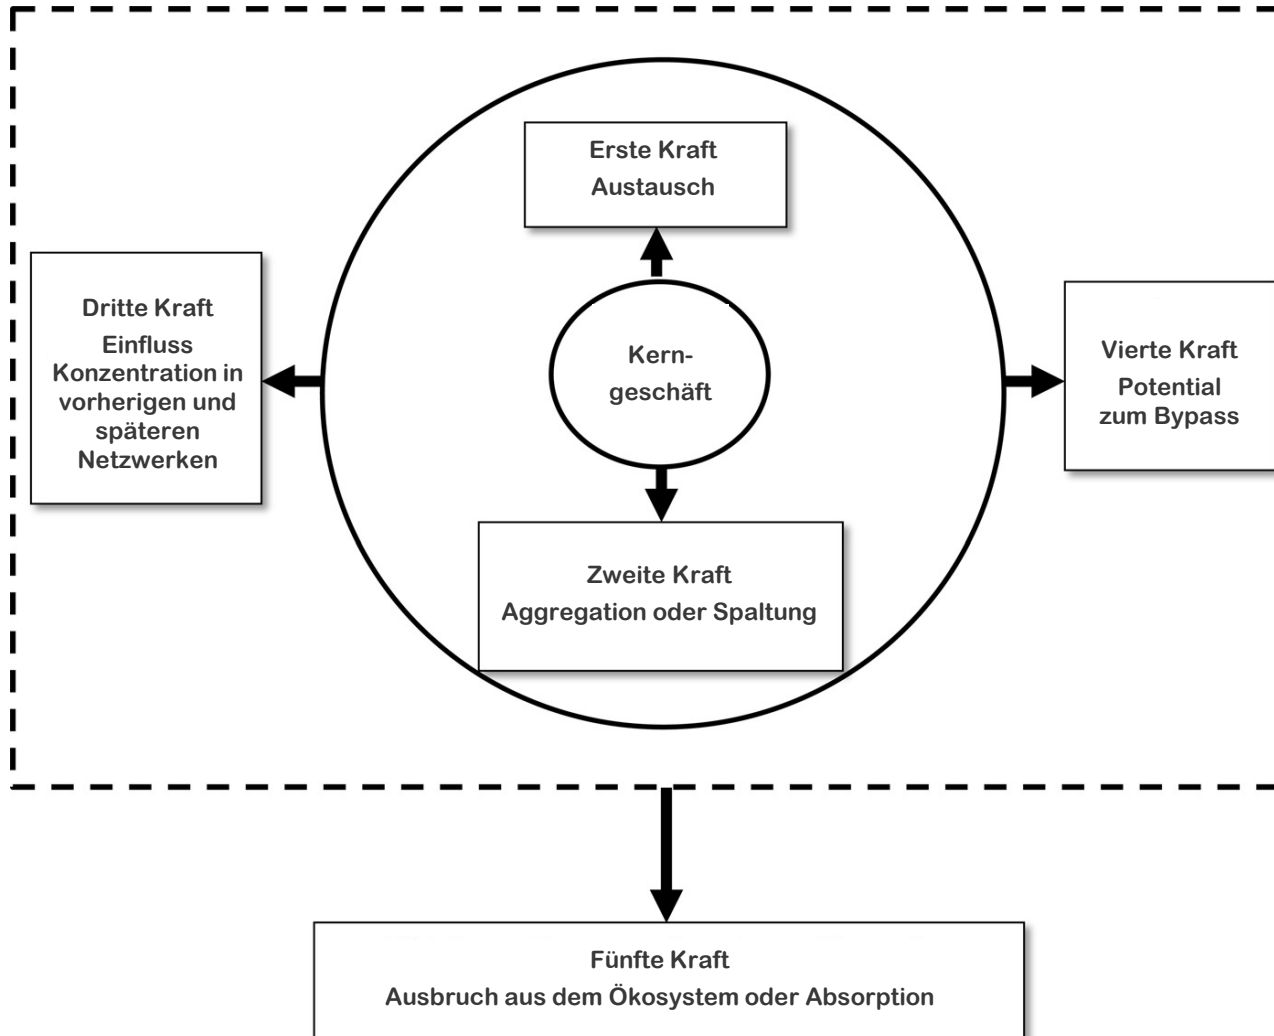 Erste Kraft
Austausch
Dritte Kraft
Einfluss
Konzentration in
vorherigen und
späteren
Netzwerken
Kern-
geschäft
Vierte Kraft
Potential
zum Bypass
Zweite Kraft
Aggregation oder Spaltung
Fünfte Kraft
Ausbruch aus dem Ökosystem oder Absorption